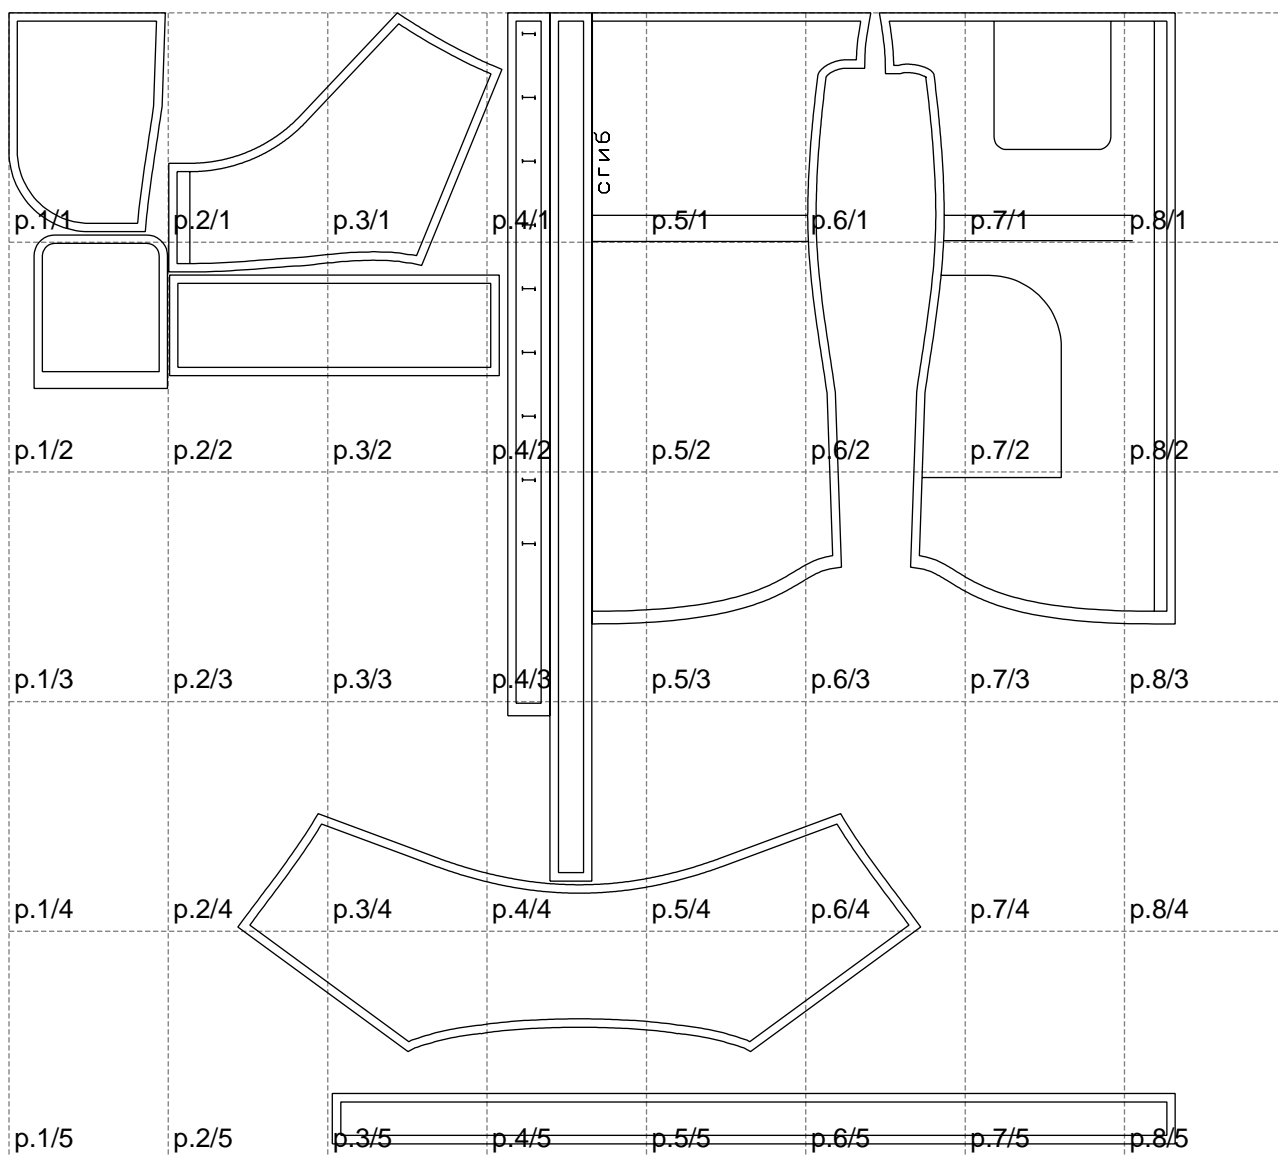 сгиб
p.1/1 p.2/1 p.3/1 p.4/1 p.5/1 p.6/1 p.7/1 p.8/1
p.1/2 p.2/2 p.3/2 p.4/2 p.5/2 p.6/2 p.7/2 p.8/2
p.1/3 p.2/3 p.3/3 p.4/3 p.5/3 p.6/3 p.7/3 p.8/3
p.1/4 p.2/4 p.3/4 p.4/4 p.5/4 p.6/4 p.7/4 p.8/4
p.1/5 p.2/5 p.3/5 p.4/5 p.5/5 p.6/5 p.7/5 p.8/5